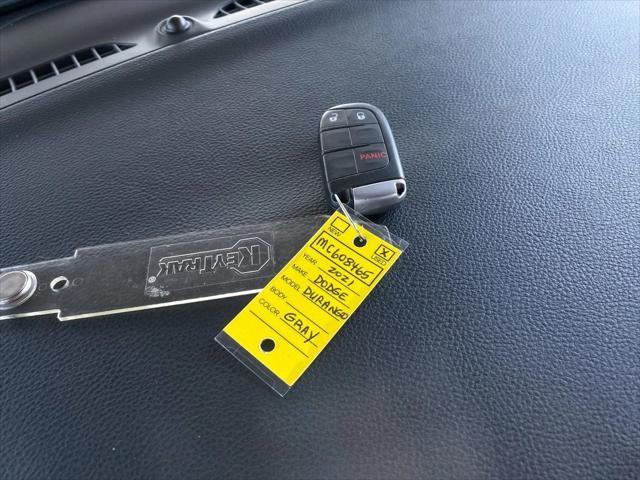 PANIC
KEYTRAK
NEW
X
USED
MC608465
YEAR 2021
MAKE DODGE
MODEL DURANGO
BODY
COLOR GRAY